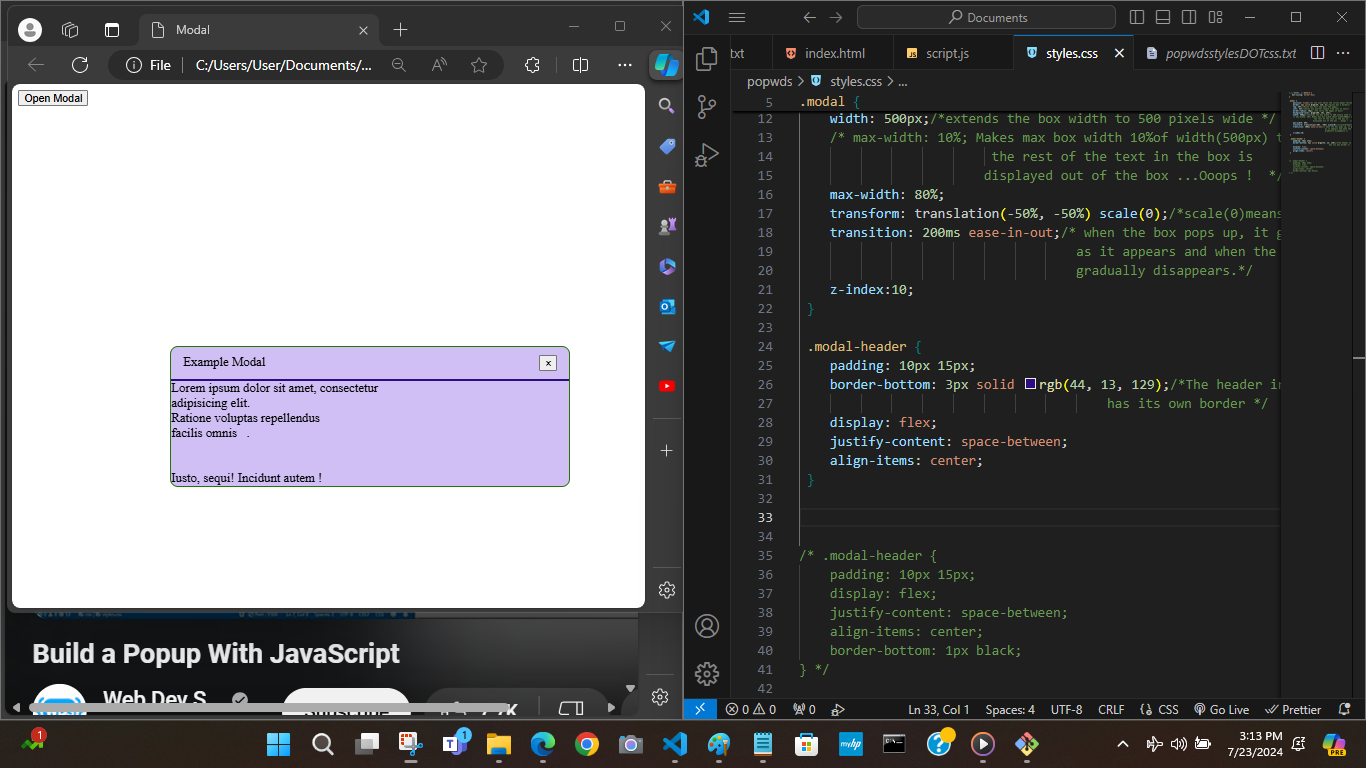 Modal
File
C:/Users/User/Documents/...
Open Modal
Example Modal
×
Lorem ipsum dolor sit amet, consectetur
adipisicing elit.
Ratione voluptas repellendus
facilis omnis .
Iusto, sequi! Incidunt autem !
Build a Popup With JavaScript
Web Dev S
Documents
txt
index.html
script.js
styles.css
popwdsstylesDOTcss.txt
popwds > styles.css > ...
5 .modal {
12 width: 500px;/*extends the box width to 500 pixels wide */
13 /* max-width: 10%; Makes max box width 10%of width(500px) t
14 the rest of the text in the box is
15 displayed out of the box ...Ooops ! */
16 max-width: 80%;
17 transform: translation(-50%, -50%) scale(0);/*scale(0)means
18 transition: 200ms ease-in-out;/* when the box pops up, it g
19 as it appears and when the
20 gradually disappears.*/
21 z-index:10;
22 }
23
24 .modal-header {
25 padding: 10px 15px;
26 border-bottom: 3px solid rgb(44, 13, 129);/*The header in
27 has its own border */
28 display: flex;
29 justify-content: space-between;
30 align-items: center;
31 }
32
33
34
35 /* .modal-header {
36 padding: 10px 15px;
37 display: flex;
38 justify-content: space-between;
39 align-items: center;
40 border-bottom: 1px black;
41 } */
42
0 0 0 Ln 33, Col 1 Spaces: 4 UTF-8 CRLF CSS Go Live Prettier
1
1
myhp
PRE
3:13 PM
7/23/2024